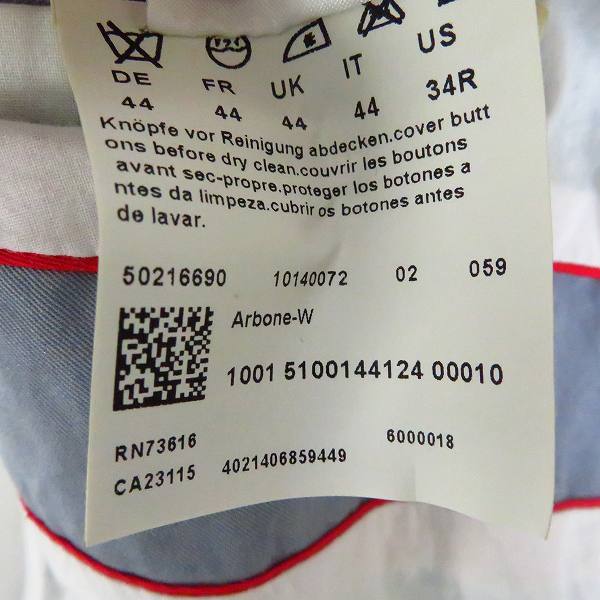 DE FR UK IT US
44 44 44 44 34R
Knöpfe vor Reinigung abdecken.cover butt
ons before dry clean.couvrir les boutons
avant sec-propre.proteger los botones a
ntes da limpeza.cubrir os botones antes
de lavar.
50216690 10140072 02 059
Arbone-W
1001 5100144124 00010
RN73616 6000018
CA23115 4021406859449